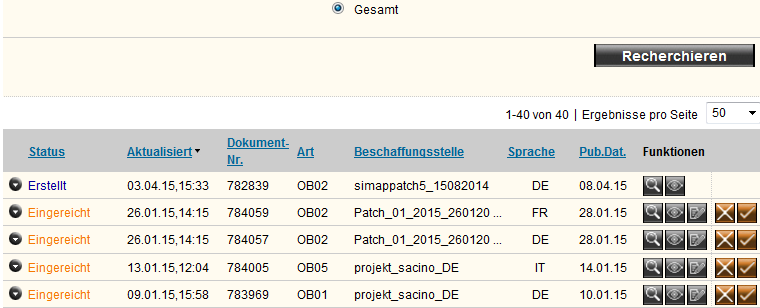 Gesamt
Recherchieren
1-40 von 40 | Ergebnisse pro Seite 50
Status Aktualisiert Dokument-Nr. Art Beschaffungsstelle Sprache Pub.Dat. Funktionen
Erstellt 03.04.15,15:33 782839 OB02 simappatch5_15082014 DE 08.04.15
Eingereicht 26.01.15,14:15 784059 OB02 Patch_01_2015_260120 ... FR 28.01.15
Eingereicht 26.01.15,14:15 784057 OB02 Patch_01_2015_260120 ... DE 28.01.15
Eingereicht 13.01.15,12:04 784005 OB05 projekt_sacino_DE IT 14.01.15
Eingereicht 09.01.15,15:58 783969 OB01 projekt_sacino_DE DE 10.01.15